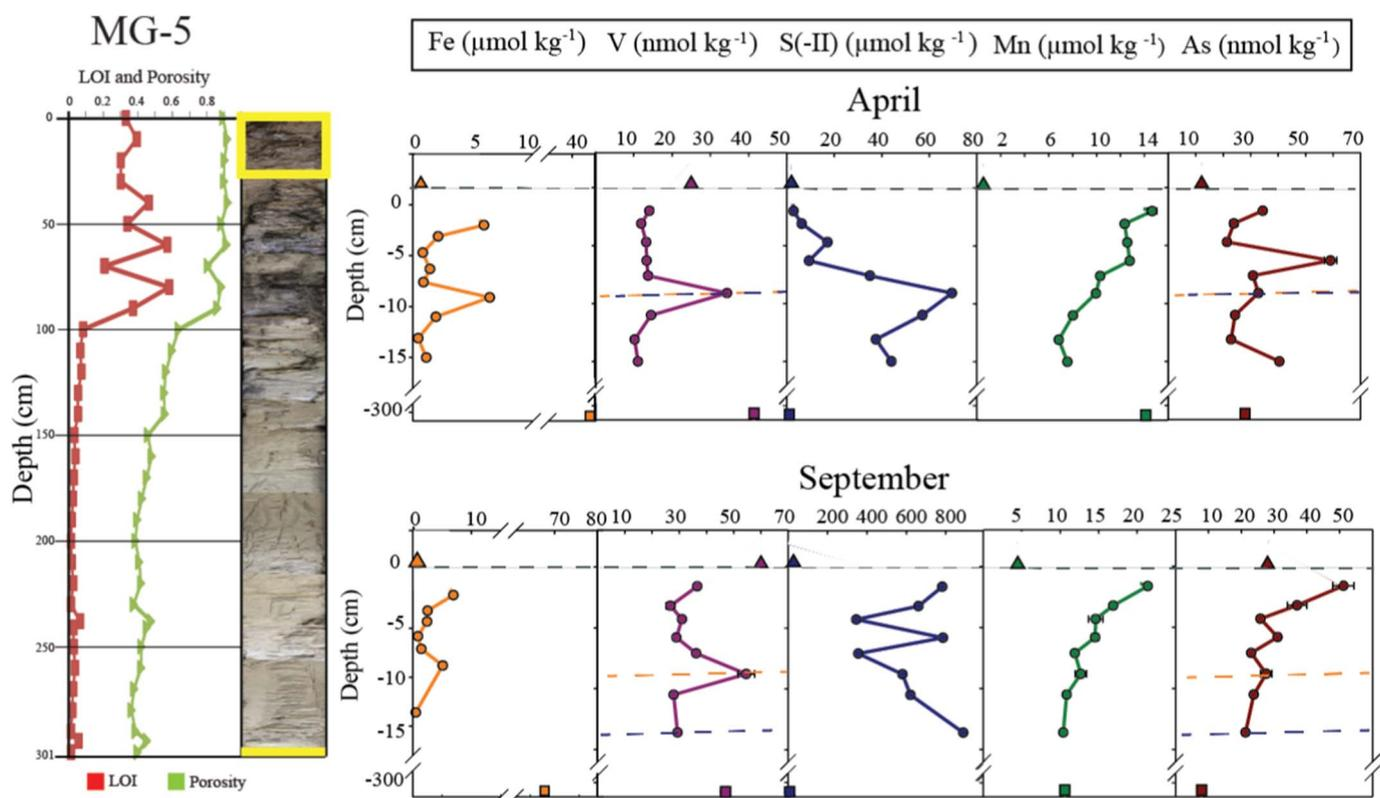 MG-5
LOI and Porosity
0 0.2 0.4 0.6 0.8
0
50
100
150
200
250
301
Depth (cm)
LOI Porosity
Fe (µmol kg-1) V (nmol kg-1) S(-II) (µmol kg-1) Mn (µmol kg-1) As (nmol kg-1)
April
0 5 10 40 10 30 50 0 20 40 60 80 2 6 10 14 10 30 50 70
0
-5
-10
-15
-300
Depth (cm)
September
0 10 70 80 10 30 50 70 200 400 600 800 5 10 15 20 25 10 20 30 40 50
0
-5
-10
-15
-300
Depth (cm)